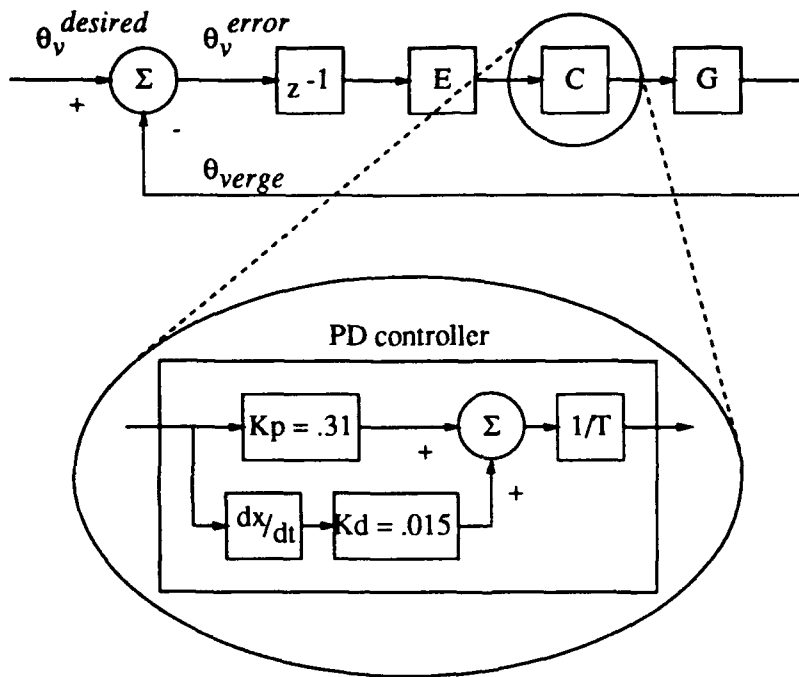 θv desired
θv error
Σ
z -1
E
C
G
+
-
θverge
PD controller
Kp = .31
Σ
1/T
+
+
dx/dt
Kd = .015